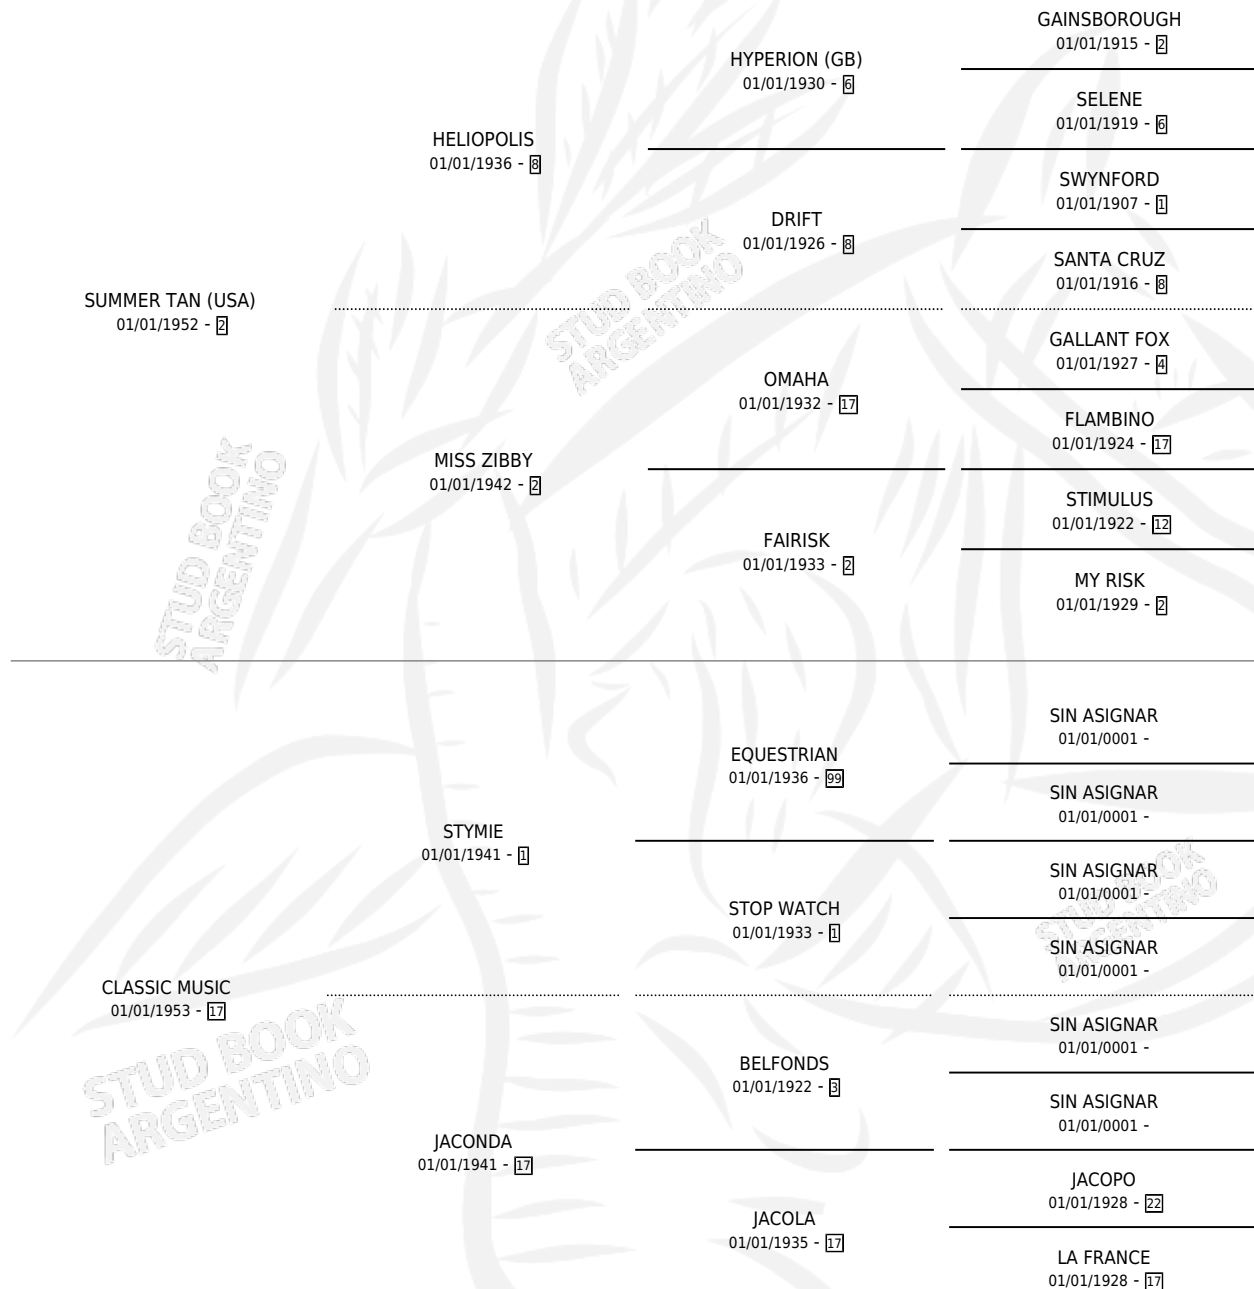 GAINSBOROUGH
01/01/1915 - 2
HYPERION (GB)
01/01/1930 - 6
SELENE
01/01/1919 - 6
HELIOPOLIS
01/01/1936 - 8
SWYNFORD
01/01/1907 - 1
DRIFT
01/01/1926 - 8
SANTA CRUZ
01/01/1916 - 8
SUMMER TAN (USA)
01/01/1952 - 2
GALLANT FOX
01/01/1927 - 4
OMAHA
01/01/1932 - 17
FLAMBINO
01/01/1924 - 17
MISS ZIBBY
01/01/1942 - 2
STIMULUS
01/01/1922 - 12
FAIRISK
01/01/1933 - 2
MY RISK
01/01/1929 - 2
STUD BOOK
ARGENTINO
STUD BOOK
ARGENTINO
SIN ASIGNAR
01/01/0001 -
EQUESTRIAN
01/01/1936 - 99
SIN ASIGNAR
01/01/0001 -
STYMIE
01/01/1941 - 1
SIN ASIGNAR
01/01/0001 -
STOP WATCH
01/01/1933 - 1
SIN ASIGNAR
01/01/0001 -
CLASSIC MUSIC
01/01/1953 - 17
SIN ASIGNAR
01/01/0001 -
BELFONDS
01/01/1922 - 3
SIN ASIGNAR
01/01/0001 -
JACONDA
01/01/1941 - 17
JACOPO
01/01/1928 - 22
JACOLA
01/01/1935 - 17
LA FRANCE
01/01/1928 - 17
STUD BOOK
ARGENTINO
STUD BOOK
ARGENTINO